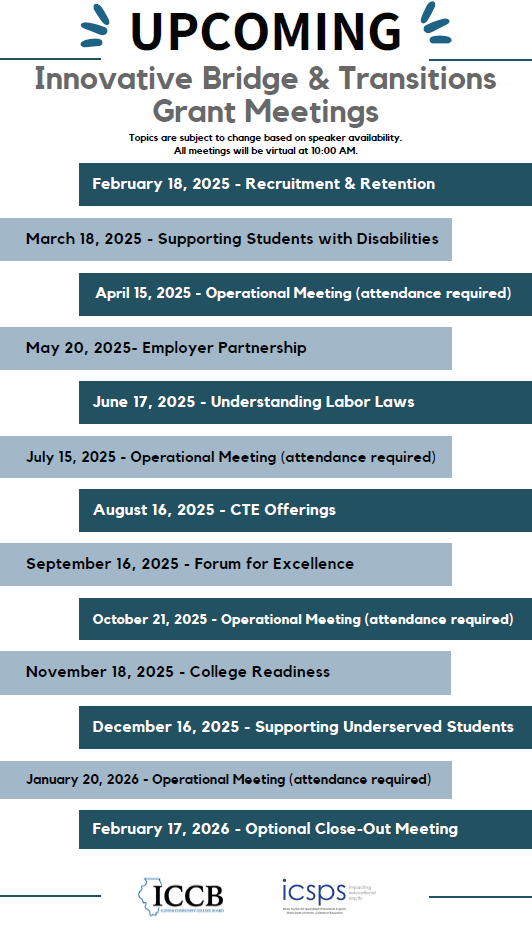 UPCOMING
Innovative Bridge & Transitions
Grant Meetings
Topics are subject to change based on speaker availability.
All meetings will be virtual at 10:00 AM.
February 18, 2025 - Recruitment & Retention
March 18, 2025 - Supporting Students with Disabilities
April 15, 2025 - Operational Meeting (attendance required)
May 20, 2025- Employer Partnership
June 17, 2025 - Understanding Labor Laws
July 15, 2025 - Operational Meeting (attendance required)
August 16, 2025 - CTE Offerings
September 16, 2025 - Forum for Excellence
October 21, 2025 - Operational Meeting (attendance required)
November 18, 2025 - College Readiness
December 16, 2025 - Supporting Underserved Students
January 20, 2026 - Operational Meeting (attendance required)
February 17, 2026 - Optional Close-Out Meeting
ICCB
ILLINOIS COMMUNITY COLLEGE BOARD
icsps
impacting
educational
equity